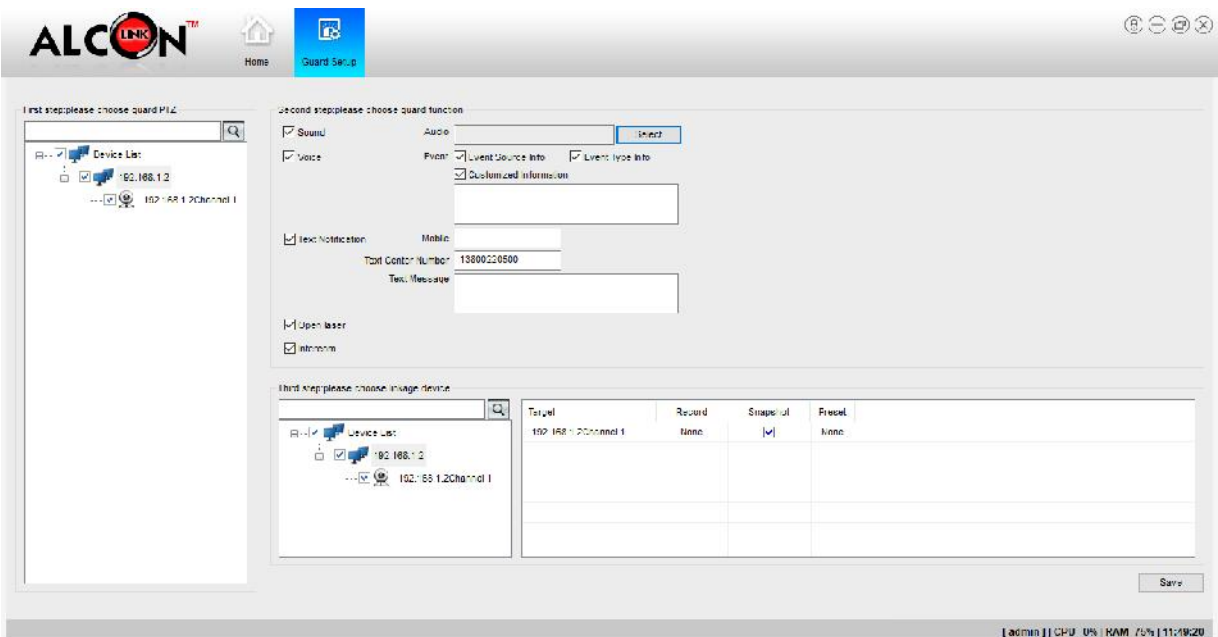 ALCON LINK TM
Home
Guard Setup
First step:please choose guard PTZ
Device List
192.168.1.2
192.168.1.2Channel 1
Second step:please choose guard function
Sound
Audio
Select
Voice
Event
Event Source Info
Event Type Info
Customized Information
Text Notification
Mobile
Text Center Number
13800220500
Text Message
Open laser
Intercom
Third step:please choose linkage device
Device List
192.168.1.2
192.168.1.2Channel 1
Target
Record
Snapshot
Preset
192.168.1.2Channel 1
None
None
Save
[ admin ] | CPU 0% | RAM 75% | 11:49:20